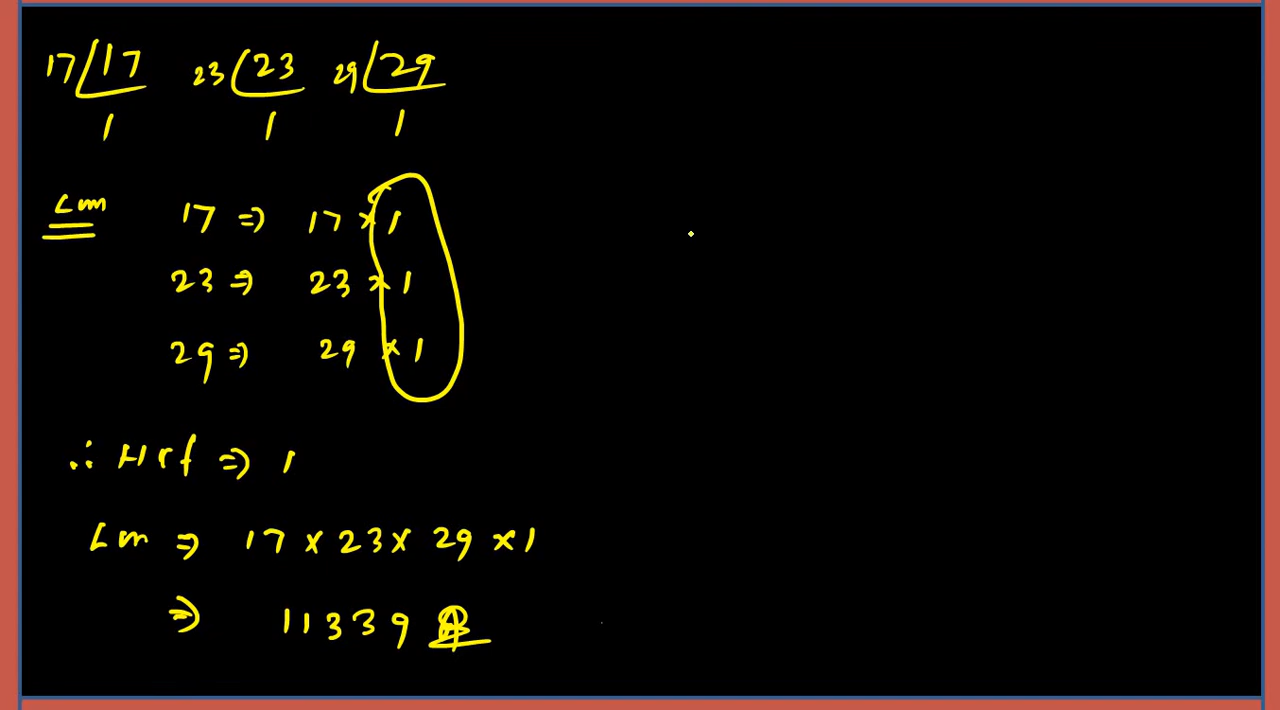 17 17 23 23 29 29
1 1 1
Lcm 17 => 17 × 1
23 => 23 × 1
29 => 29 × 1
∴ Hcf => 1
Lcm => 17 × 23 × 29 × 1
=> 11339